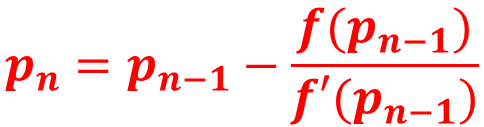 pₙ = pₙ₋₁ − f(pₙ₋₁) / f′(pₙ₋₁)